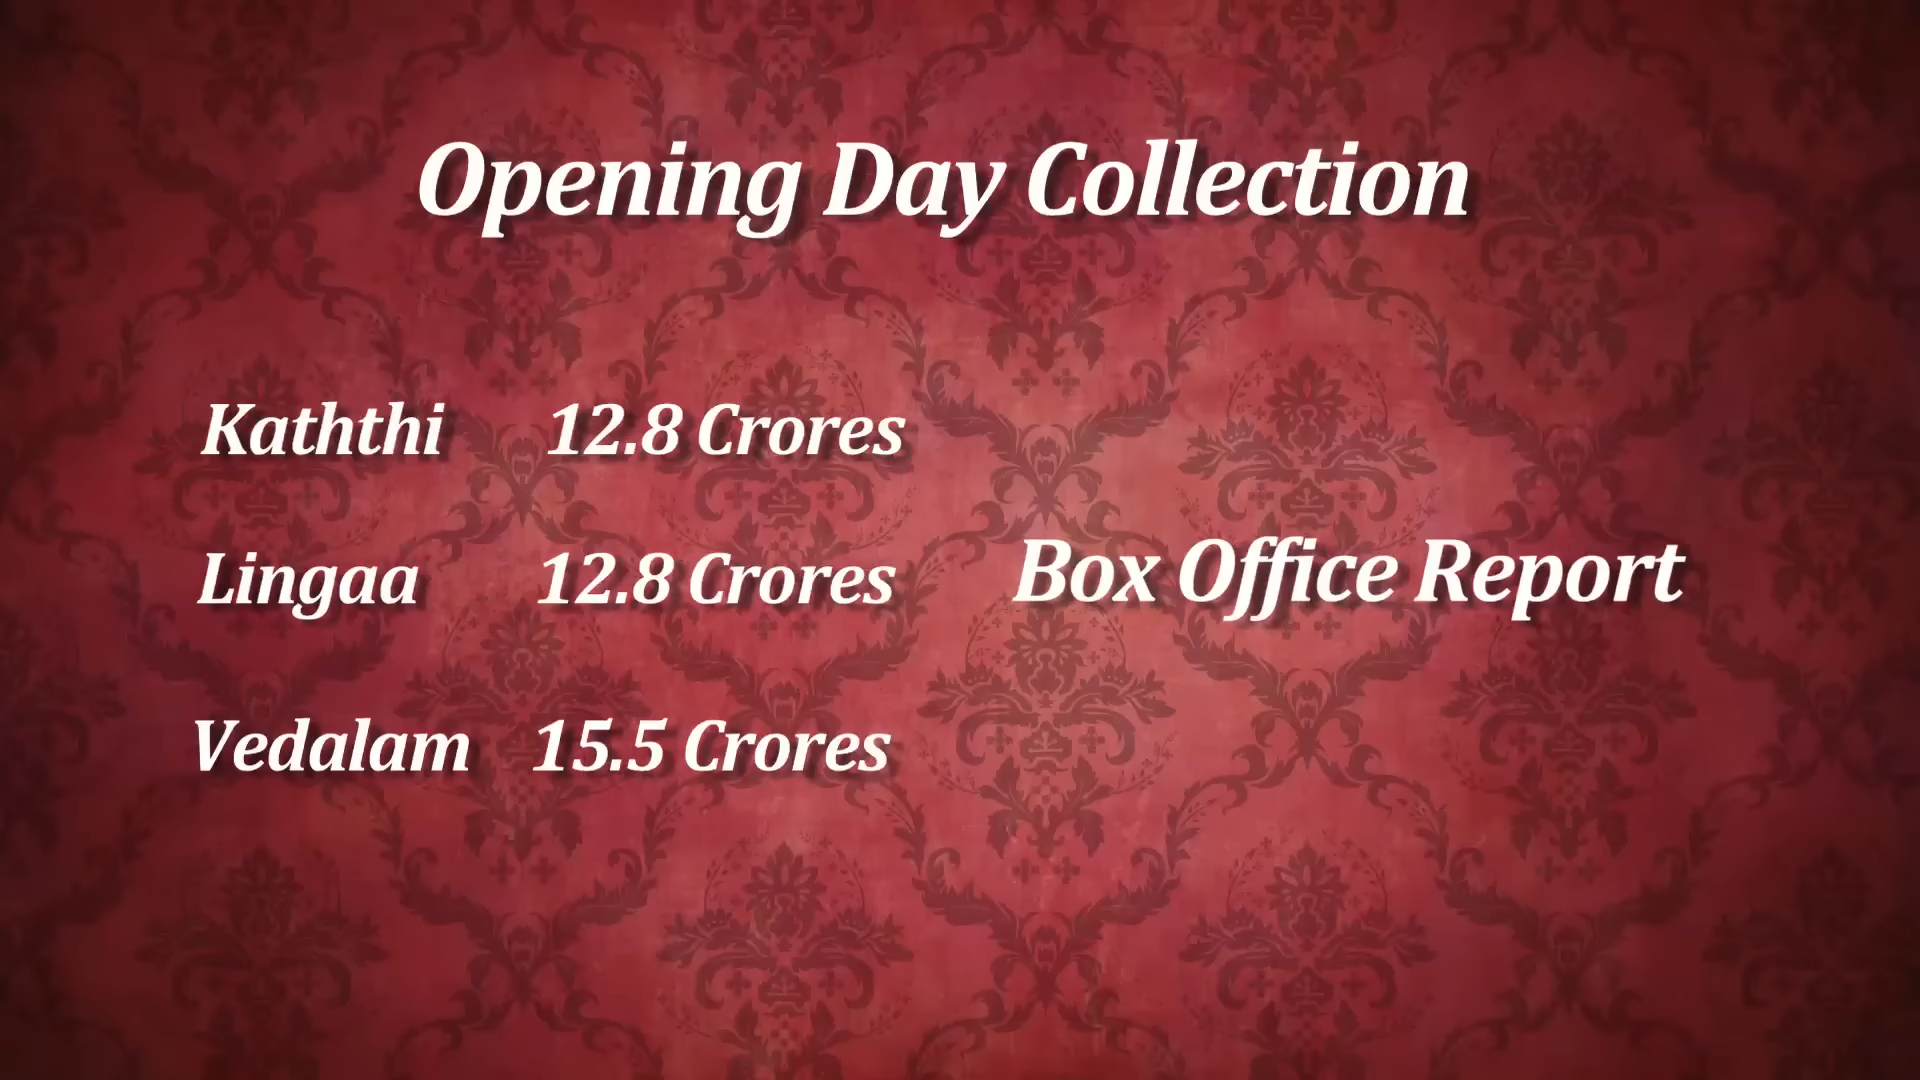 Opening Day Collection
Kaththi 12.8 Crores
Lingaa 12.8 Crores
Box Office Report
Vedalam 15.5 Crores